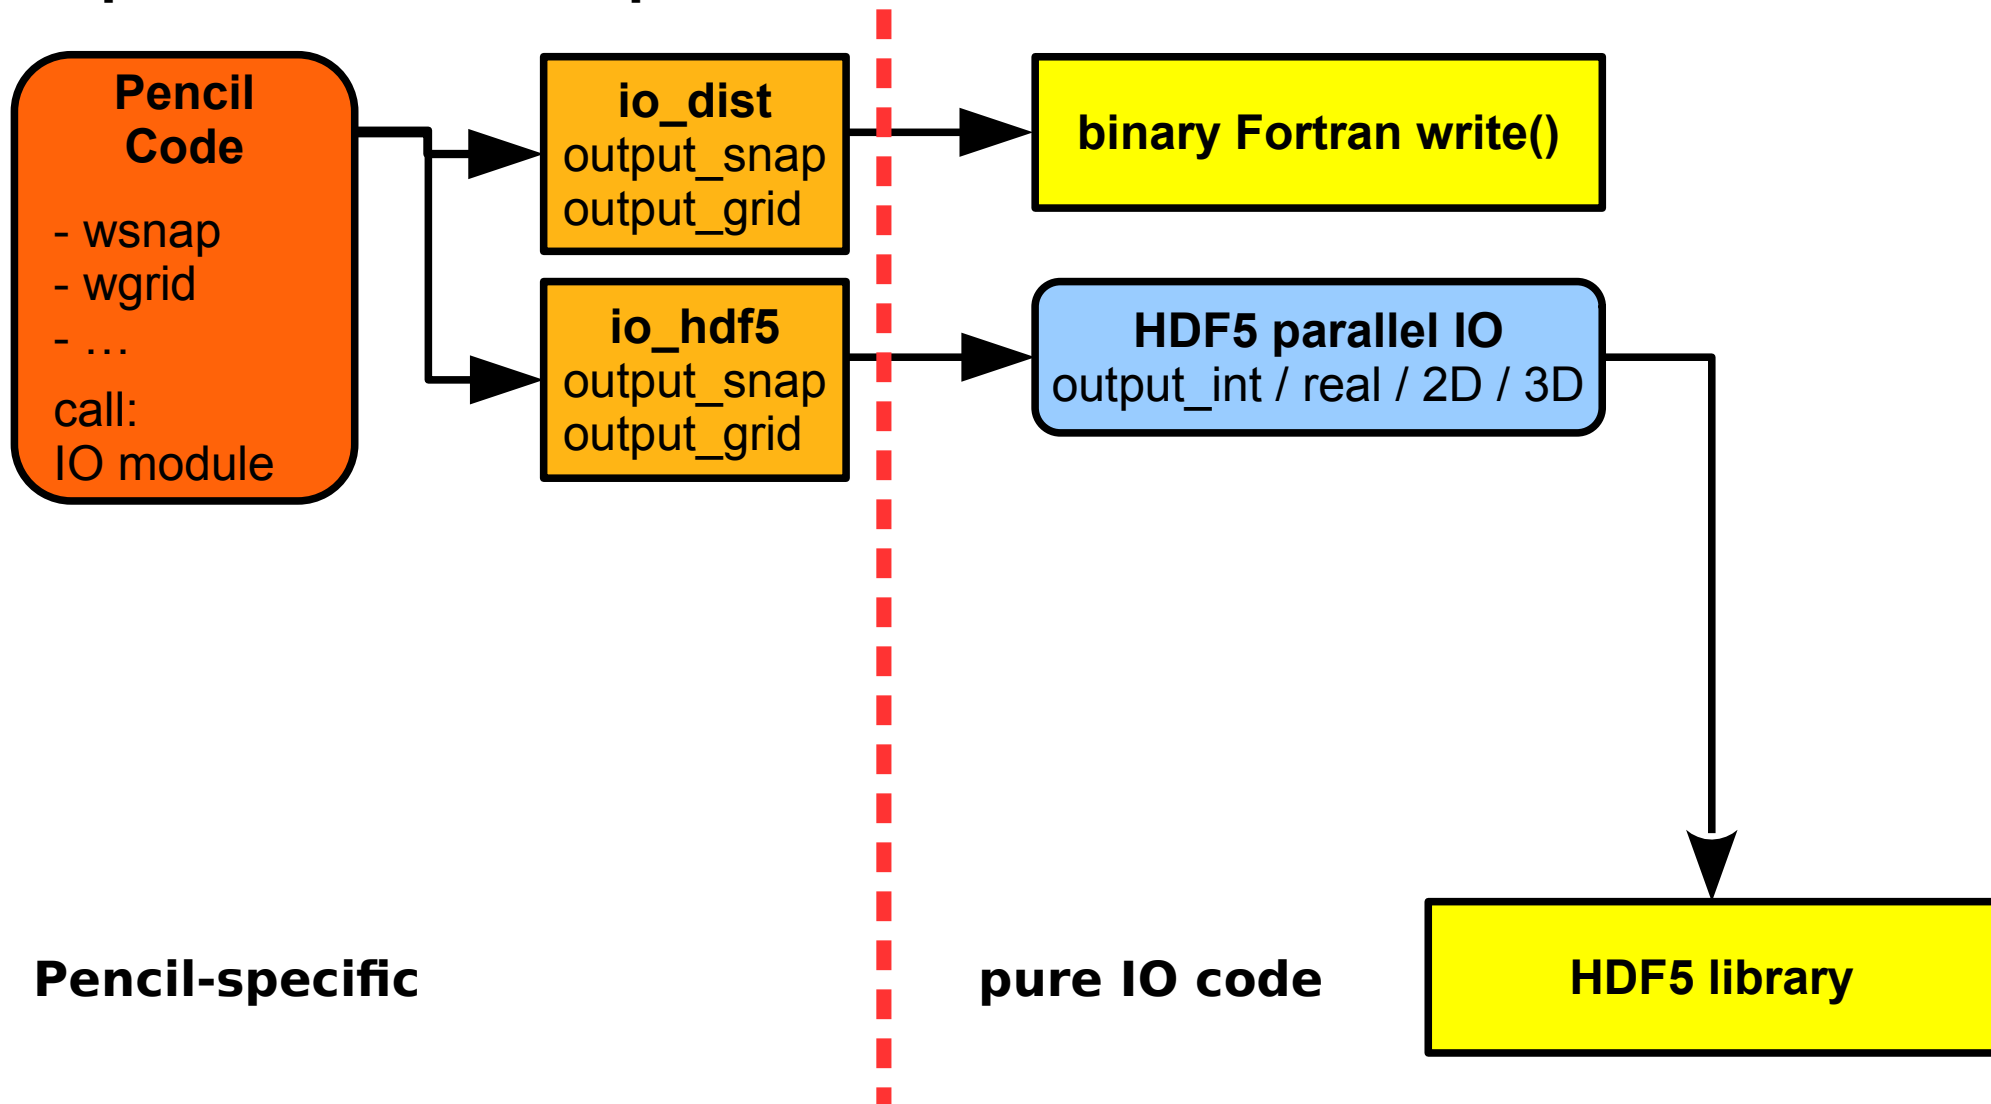 Pencil
Code
- wsnap
- wgrid
- …
call:
IO module
io_dist
output_snap
output_grid
io_hdf5
output_snap
output_grid
binary Fortran write()
HDF5 parallel IO
output_int / real / 2D / 3D
Pencil-specific
pure IO code
HDF5 library